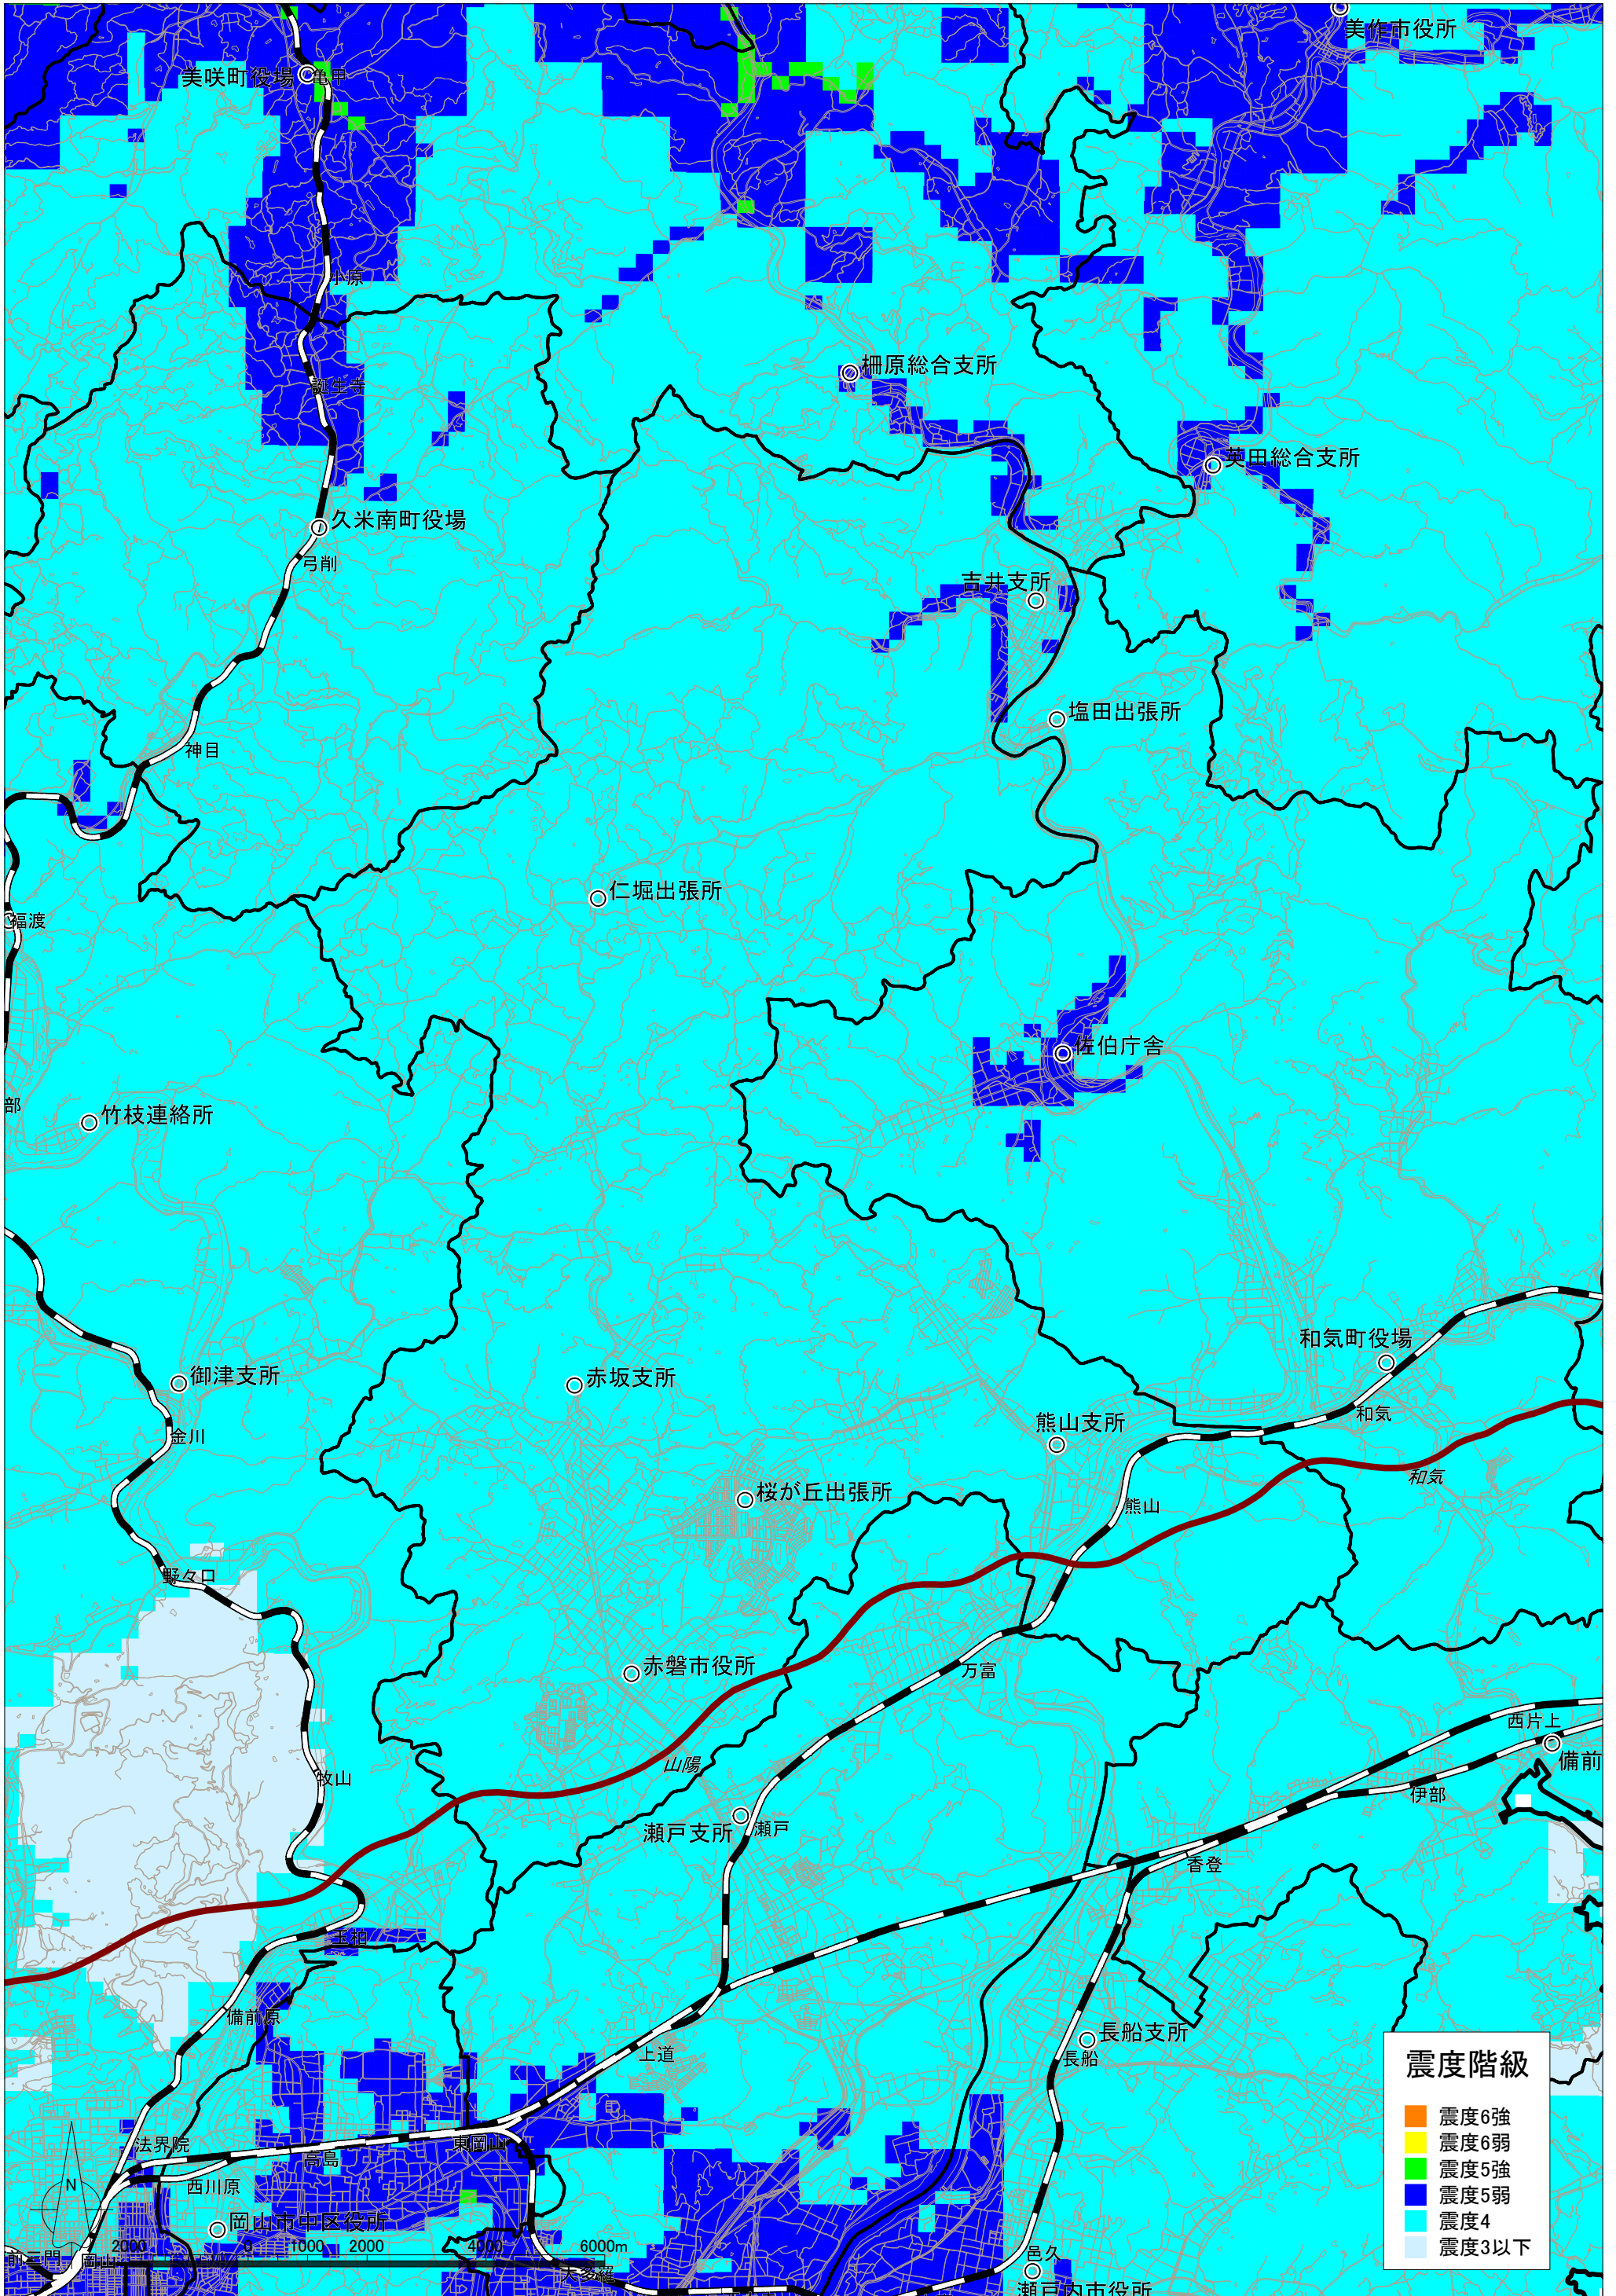 美作市役所
美咲町役場
亀甲
小原
誕生寺
柵原総合支所
英田総合支所
久米南町役場
弓削
吉井支所
塩田出張所
神目
仁堀出張所
福渡
佐伯庁舎
部
竹枝連絡所
和気町役場
御津支所
赤坂支所
和気
熊山支所
金川
和気
桜が丘出張所
熊山
野々口
赤磐市役所
万富
西片上
備前
山陽
牧山
伊部
瀬戸支所
瀬戸
香登
玉柏
備前原
長船支所
上道
長船
震度階級
震度6強
震度6弱
震度5強
震度5弱
震度4
震度3以下
法界院
東岡山
高島
西川原
N
岡山市中区役所
2000
0
1000
2000
4000
6000m
岡山
大多羅
邑久
瀬戸内市役所